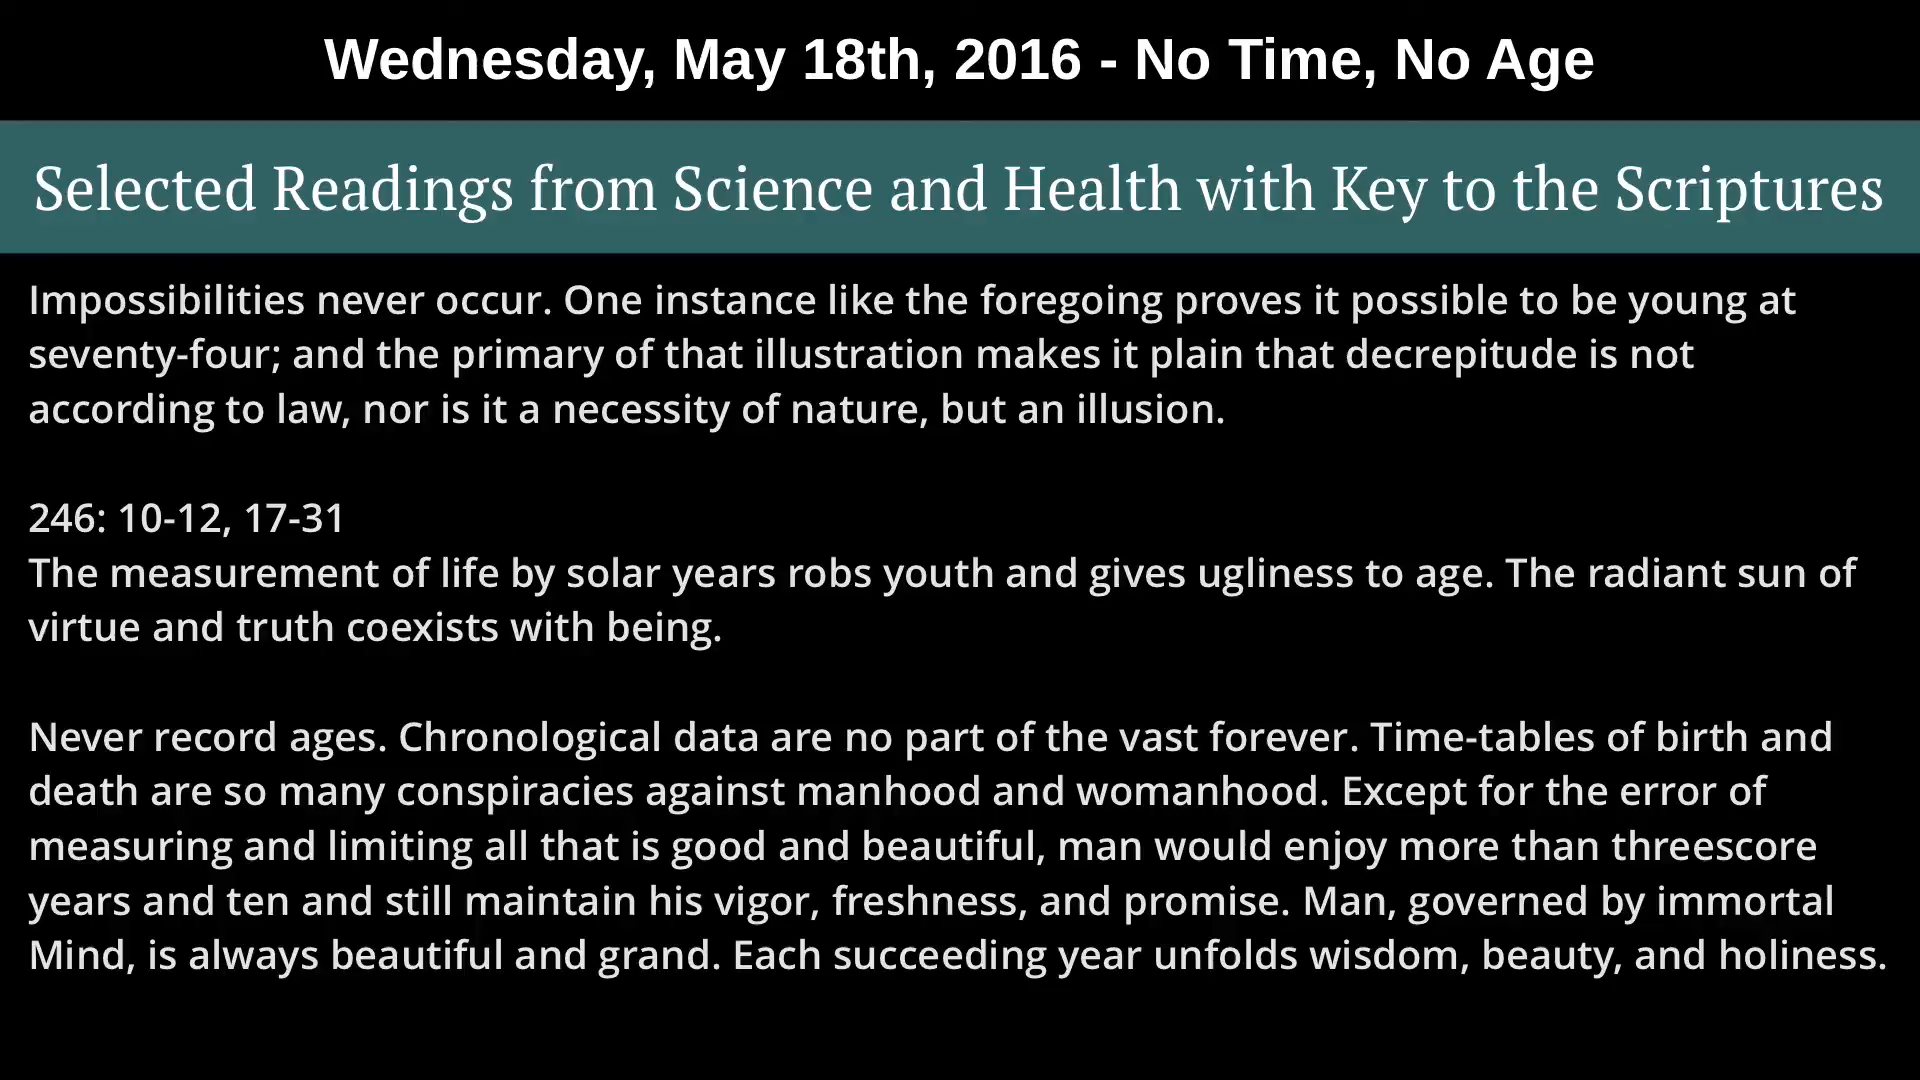 Wednesday, May 18th, 2016 - No Time, No Age
Selected Readings from Science and Health with Key to the Scriptures
Impossibilities never occur. One instance like the foregoing proves it possible to be young at
seventy-four; and the primary of that illustration makes it plain that decrepitude is not
according to law, nor is it a necessity of nature, but an illusion.
246: 10-12, 17-31
The measurement of life by solar years robs youth and gives ugliness to age. The radiant sun of
virtue and truth coexists with being.
Never record ages. Chronological data are no part of the vast forever. Time-tables of birth and
death are so many conspiracies against manhood and womanhood. Except for the error of
measuring and limiting all that is good and beautiful, man would enjoy more than threescore
years and ten and still maintain his vigor, freshness, and promise. Man, governed by immortal
Mind, is always beautiful and grand. Each succeeding year unfolds wisdom, beauty, and holiness.